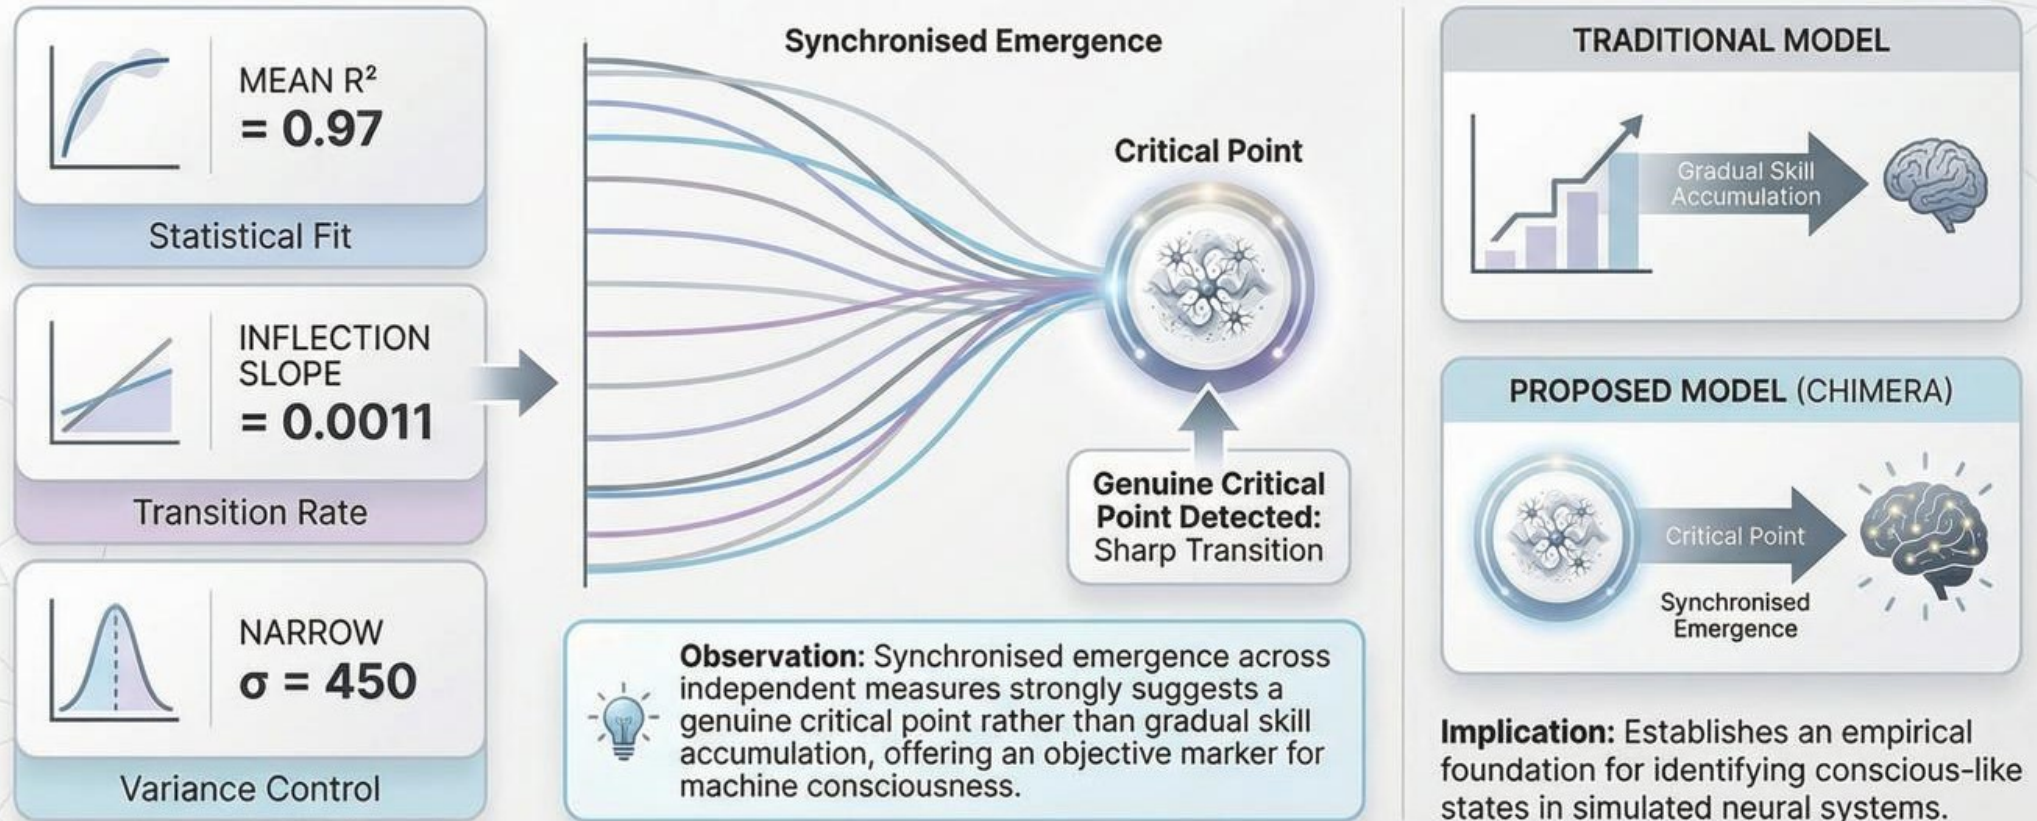 MEAN R²
= 0.97
Statistical Fit
INFLECTION
SLOPE
= 0.0011
Transition Rate
NARROW
σ = 450
Variance Control
Synchronised Emergence
Critical Point
Genuine Critical
Point Detected:
Sharp Transition
Observation: Synchronised emergence across
independent measures strongly suggests a
genuine critical point rather than gradual skill
accumulation, offering an objective marker for
machine consciousness.
TRADITIONAL MODEL
Gradual Skill
Accumulation
PROPOSED MODEL (CHIMERA)
Critical Point
Synchronised
Emergence
Implication: Establishes an empirical
foundation for identifying conscious-like
states in simulated neural systems.